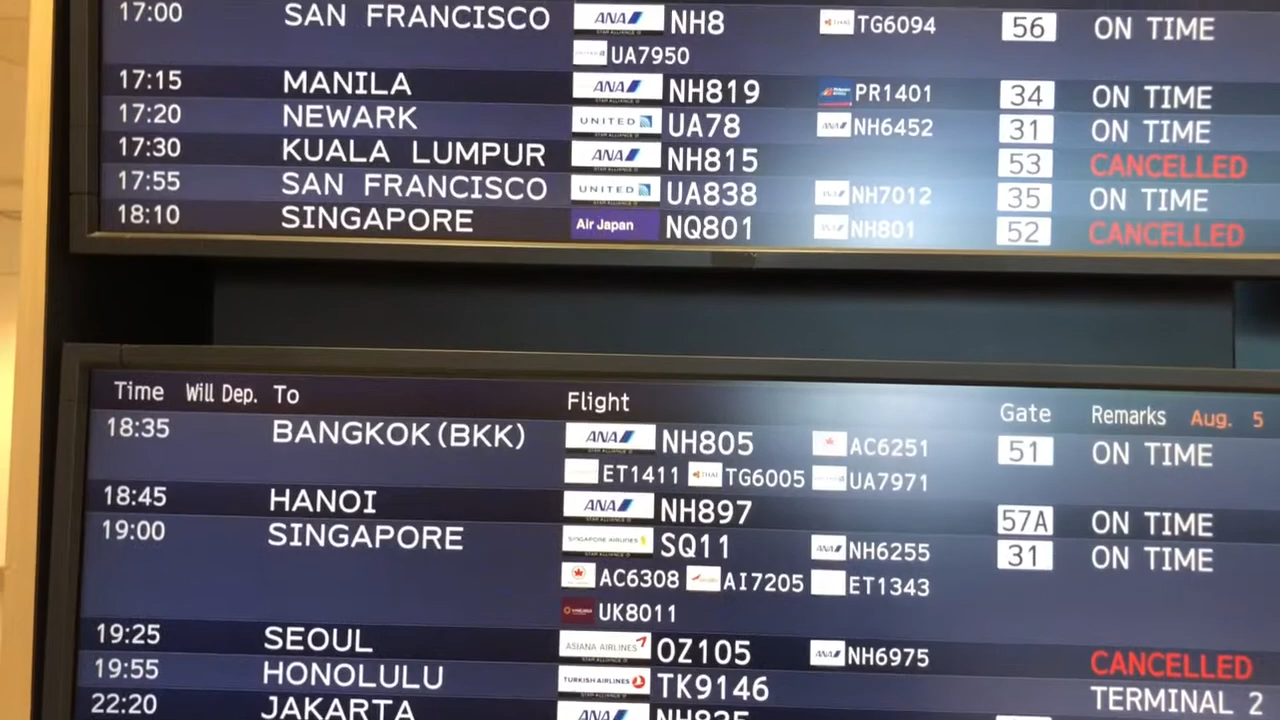 17:00 SAN FRANCISCO ANA NH8 TG6094 56 ON TIME
UA7950
17:15 MANILA ANA NH819 PR1401 34 ON TIME
17:20 NEWARK UNITED UA78 ANA NH6452 31 ON TIME
17:30 KUALA LUMPUR ANA NH815 53 CANCELLED
17:55 SAN FRANCISCO UNITED UA838 ANA NH7012 35 ON TIME
18:10 SINGAPORE Air Japan NQ801 ANA NH801 52 CANCELLED
Time Will Dep. To Flight Gate Remarks Aug. 5
18:35 BANGKOK(BKK) ANA NH805 AC6251 51 ON TIME
ET1411 THAI TG6005 UA7971
18:45 HANOI ANA NH897 57A ON TIME
19:00 SINGAPORE SINGAPORE AIRLINES SQ11 ANA NH6255 31 ON TIME
AC6308 AI7205 ET1343
UK8011
19:25 SEOUL ASIANA AIRLINES OZ105 ANA NH6975 CANCELLED
19:55 HONOLULU TURKISH AIRLINES TK9146 TERMINAL 2
22:20 JAKARTA ANA NH835